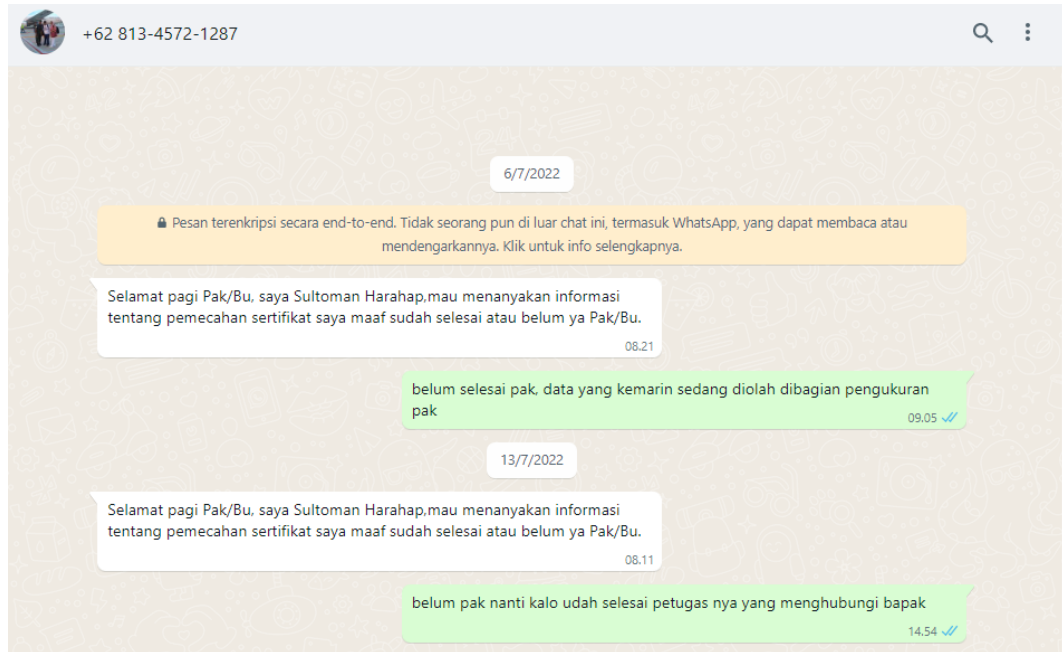 +62 813-4572-1287
6/7/2022
Pesan terenkripsi secara end-to-end. Tidak seorang pun di luar chat ini, termasuk WhatsApp, yang dapat membaca atau
mendengarkannya. Klik untuk info selengkapnya.
Selamat pagi Pak/Bu, saya Sultoman Harahap,mau menanyakan informasi
tentang pemecahan sertifikat saya maaf sudah selesai atau belum ya Pak/Bu.
08.21
belum selesai pak, data yang kemarin sedang diolah dibagian pengukuran
pak
09.05
13/7/2022
Selamat pagi Pak/Bu, saya Sultoman Harahap,mau menanyakan informasi
tentang pemecahan sertifikat saya maaf sudah selesai atau belum ya Pak/Bu.
08.11
belum pak nanti kalo udah selesai petugas nya yang menghubungi bapak
14.54